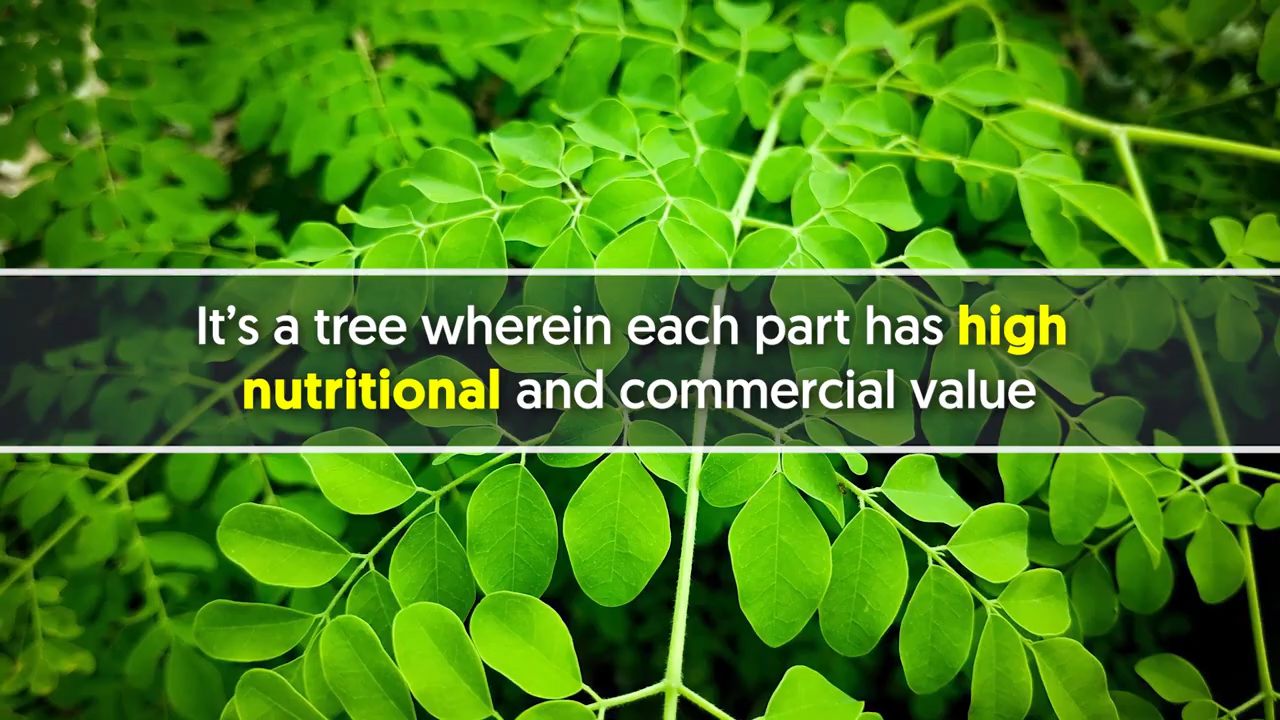 It’s a tree wherein each part has high
nutritional and commercial value